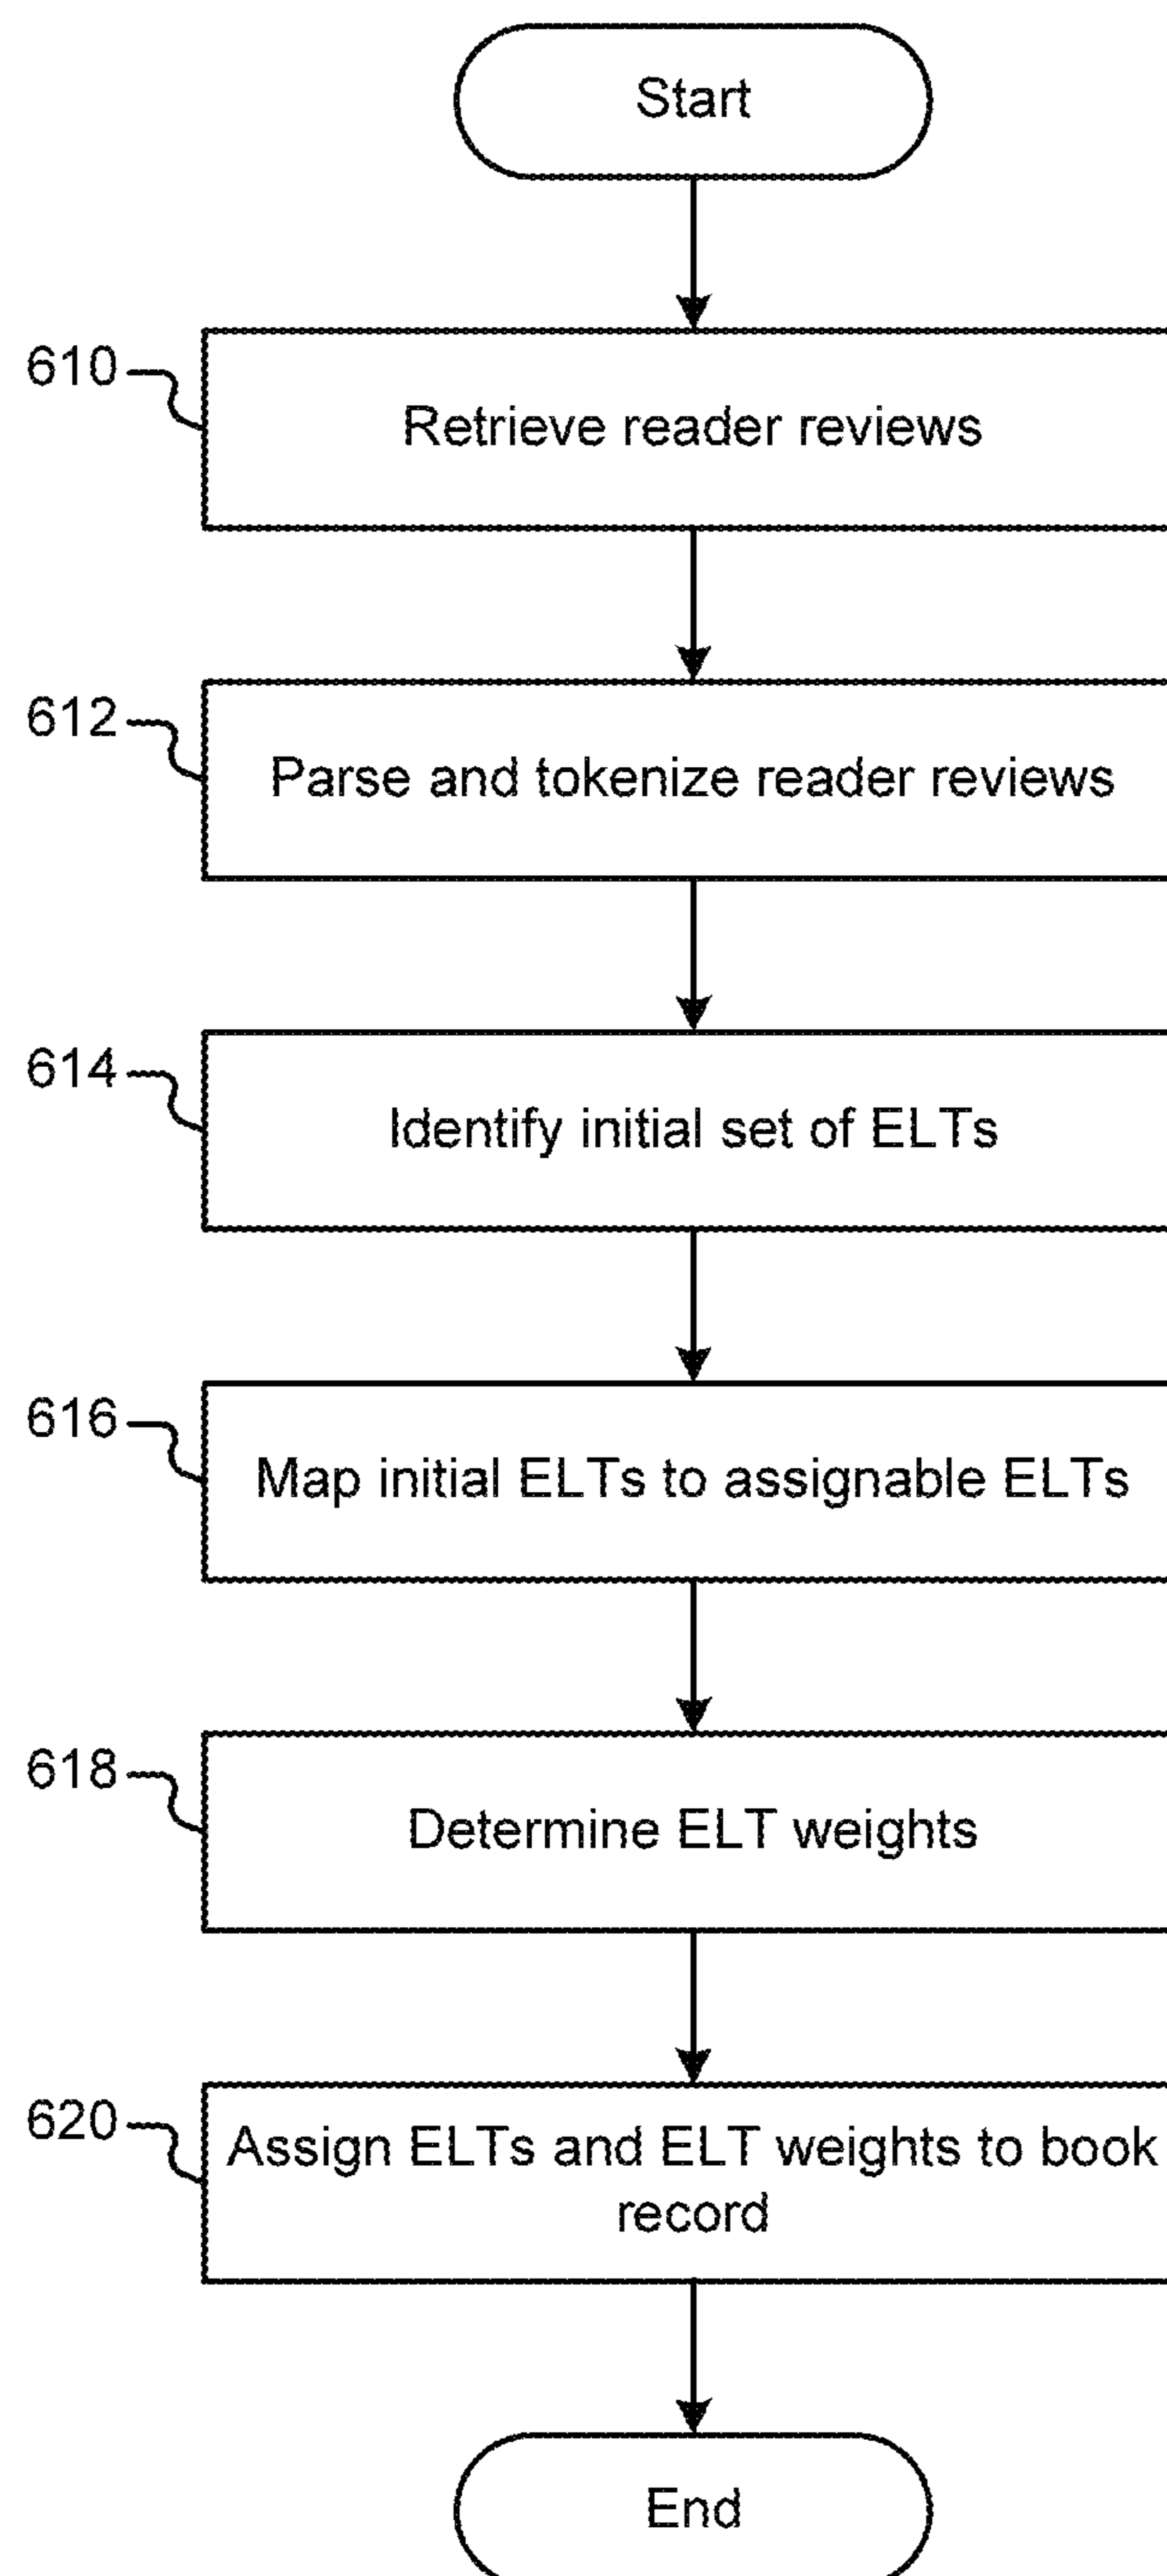 Start
610
Retrieve reader reviews
612
Parse and tokenize reader reviews
614
Identify initial set of ELTs
616
Map initial ELTs to assignable ELTs
618
Determine ELT weights
620
Assign ELTs and ELT weights to book
record
End